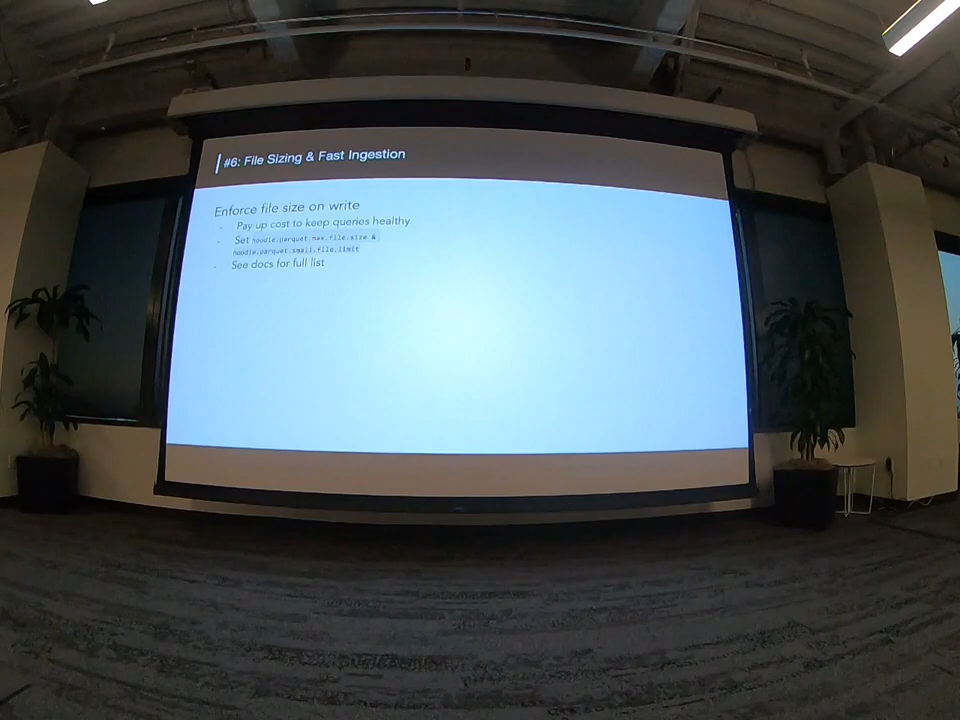 #6: File Sizing & Fast Ingestion
Enforce file size on write
- Pay up cost to keep queries healthy
- Set hoodie.parquet.max.file.size &
hoodie.parquet.small.file.limit
- See docs for full list